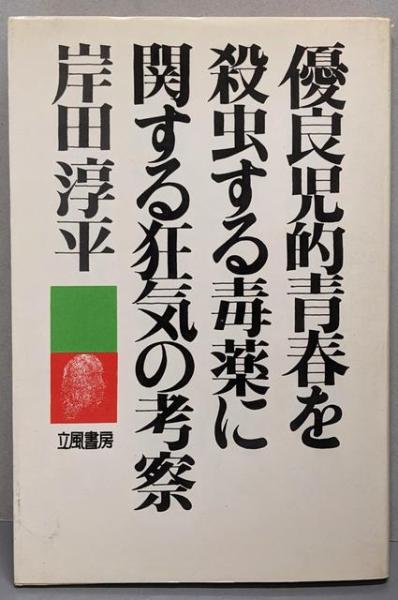 優良児的青春を
殺虫する毒薬に
関する狂気の考察
岸田淳平
立風書房